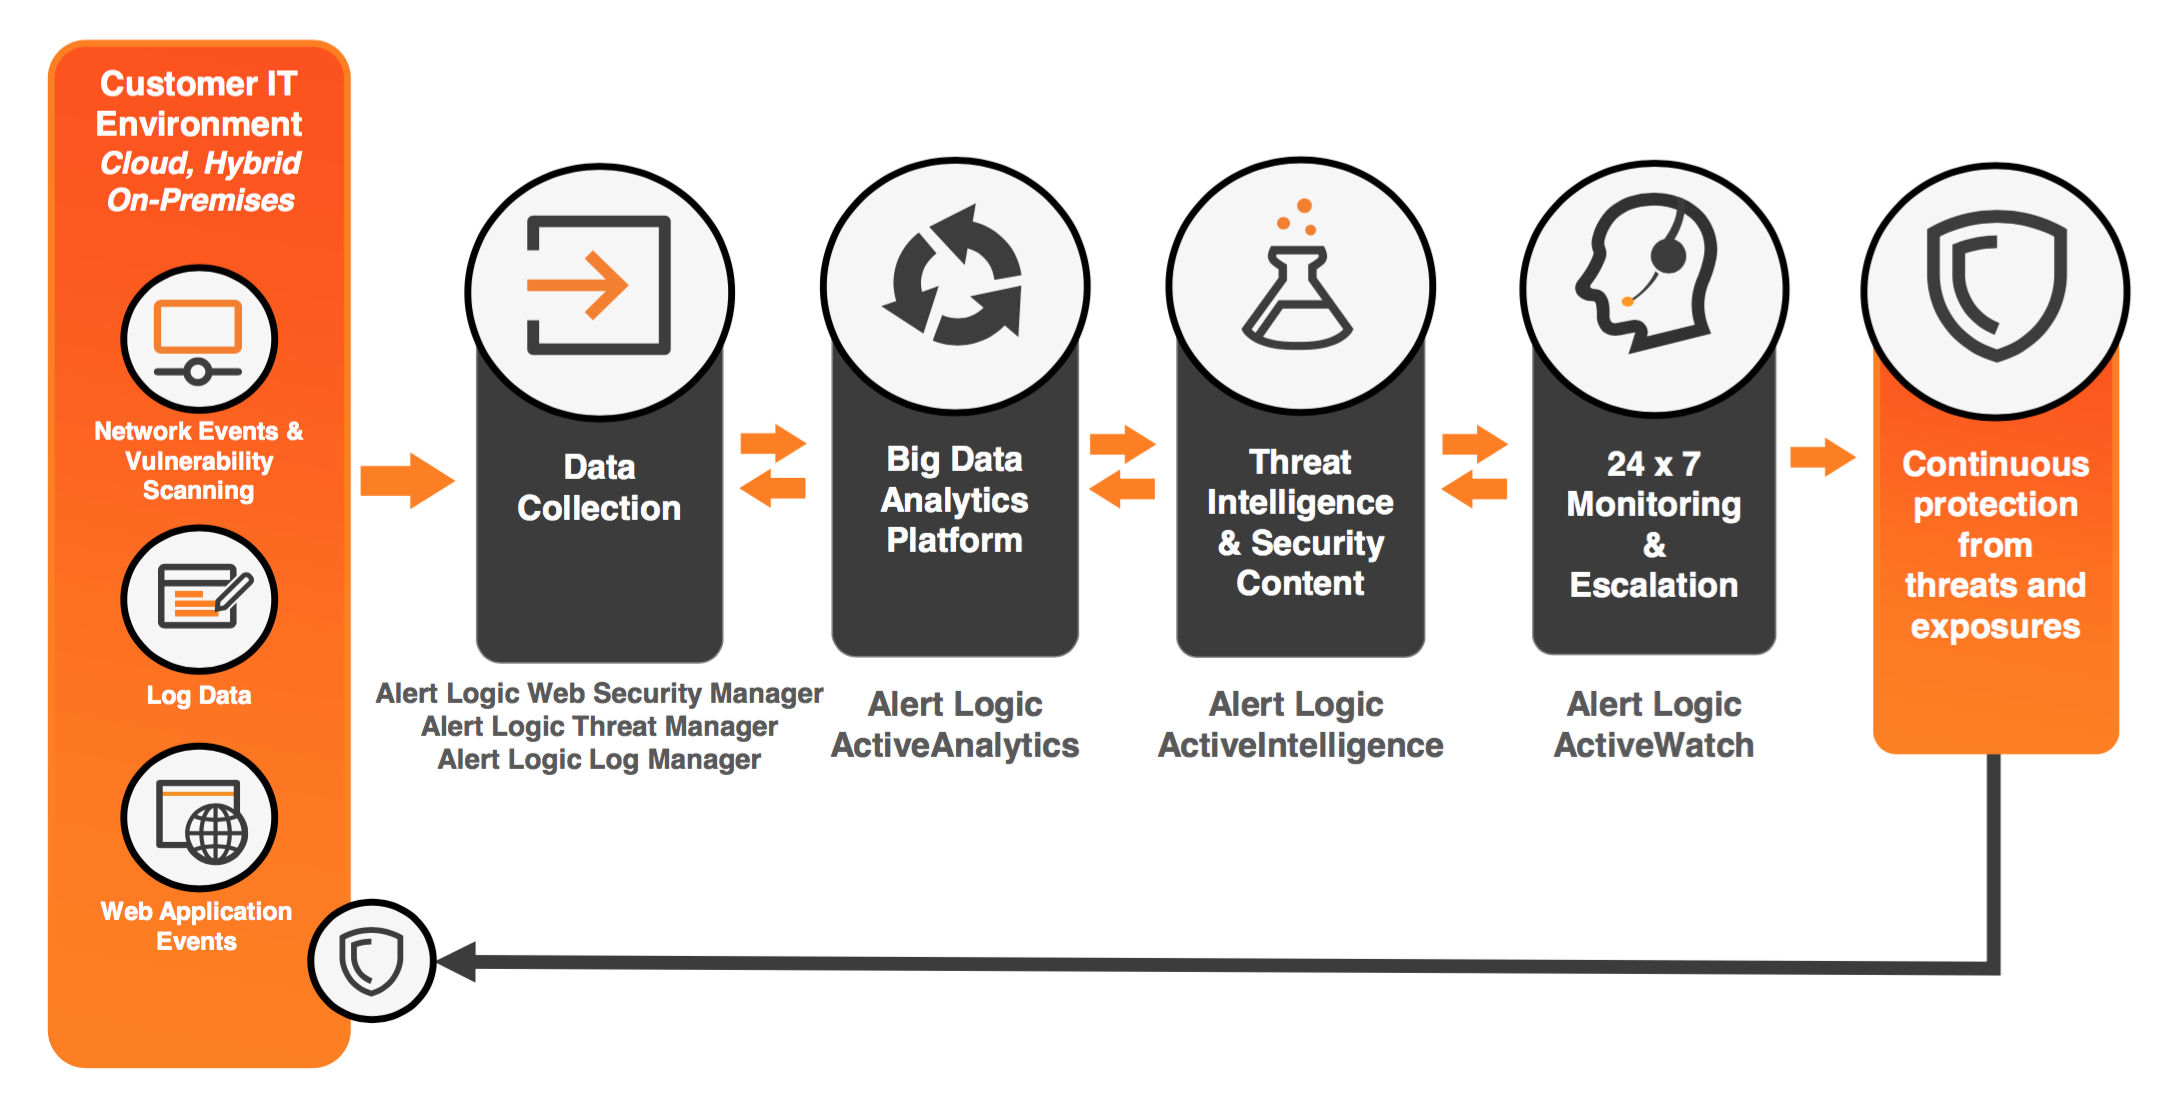 Customer IT
Environment
Cloud, Hybrid
On-Premises
Network Events &
Vulnerability
Scanning
Log Data
Web Application
Events
Data
Collection
Alert Logic Web Security Manager
Alert Logic Threat Manager
Alert Logic Log Manager
Big Data
Analytics
Platform
Alert Logic
ActiveAnalytics
Threat
Intelligence
& Security
Content
Alert Logic
ActiveIntelligence
24 x 7
Monitoring
&
Escalation
Alert Logic
ActiveWatch
Continuous
protection
from
threats and
exposures